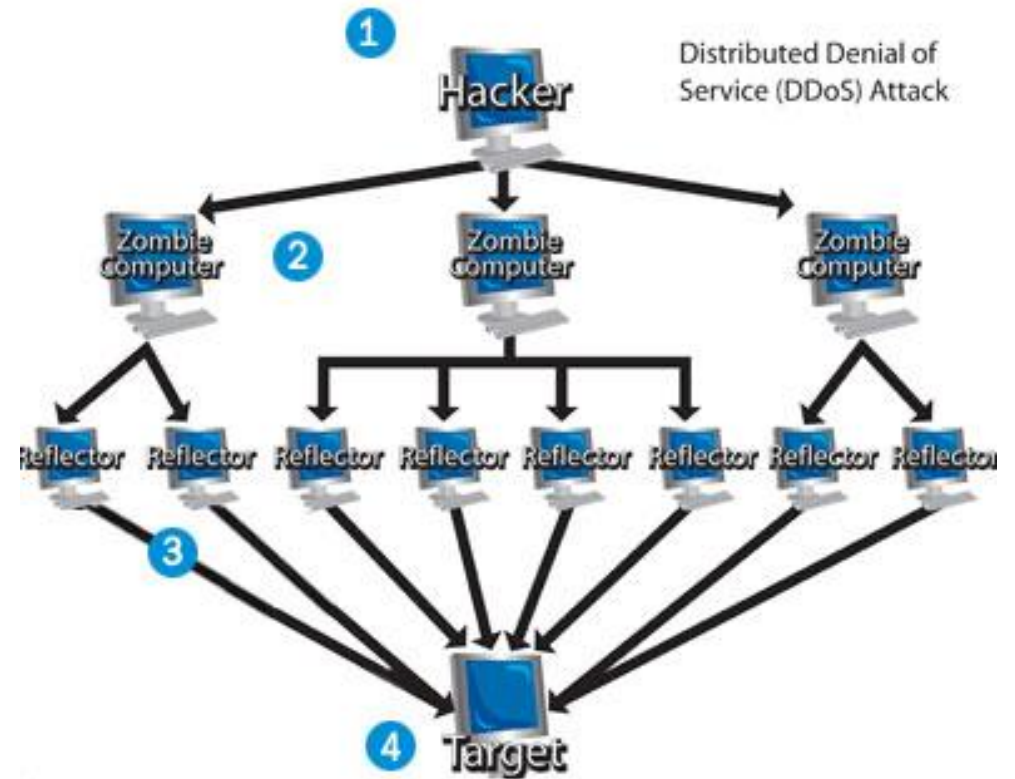 1
Distributed Denial of
Service (DDoS) Attack
Hacker
Zombie
Computer
2
Zombie
Computer
Zombie
Computer
Reflector Reflector Reflector Reflector Reflector Reflector Reflector Reflector
3
4
Target